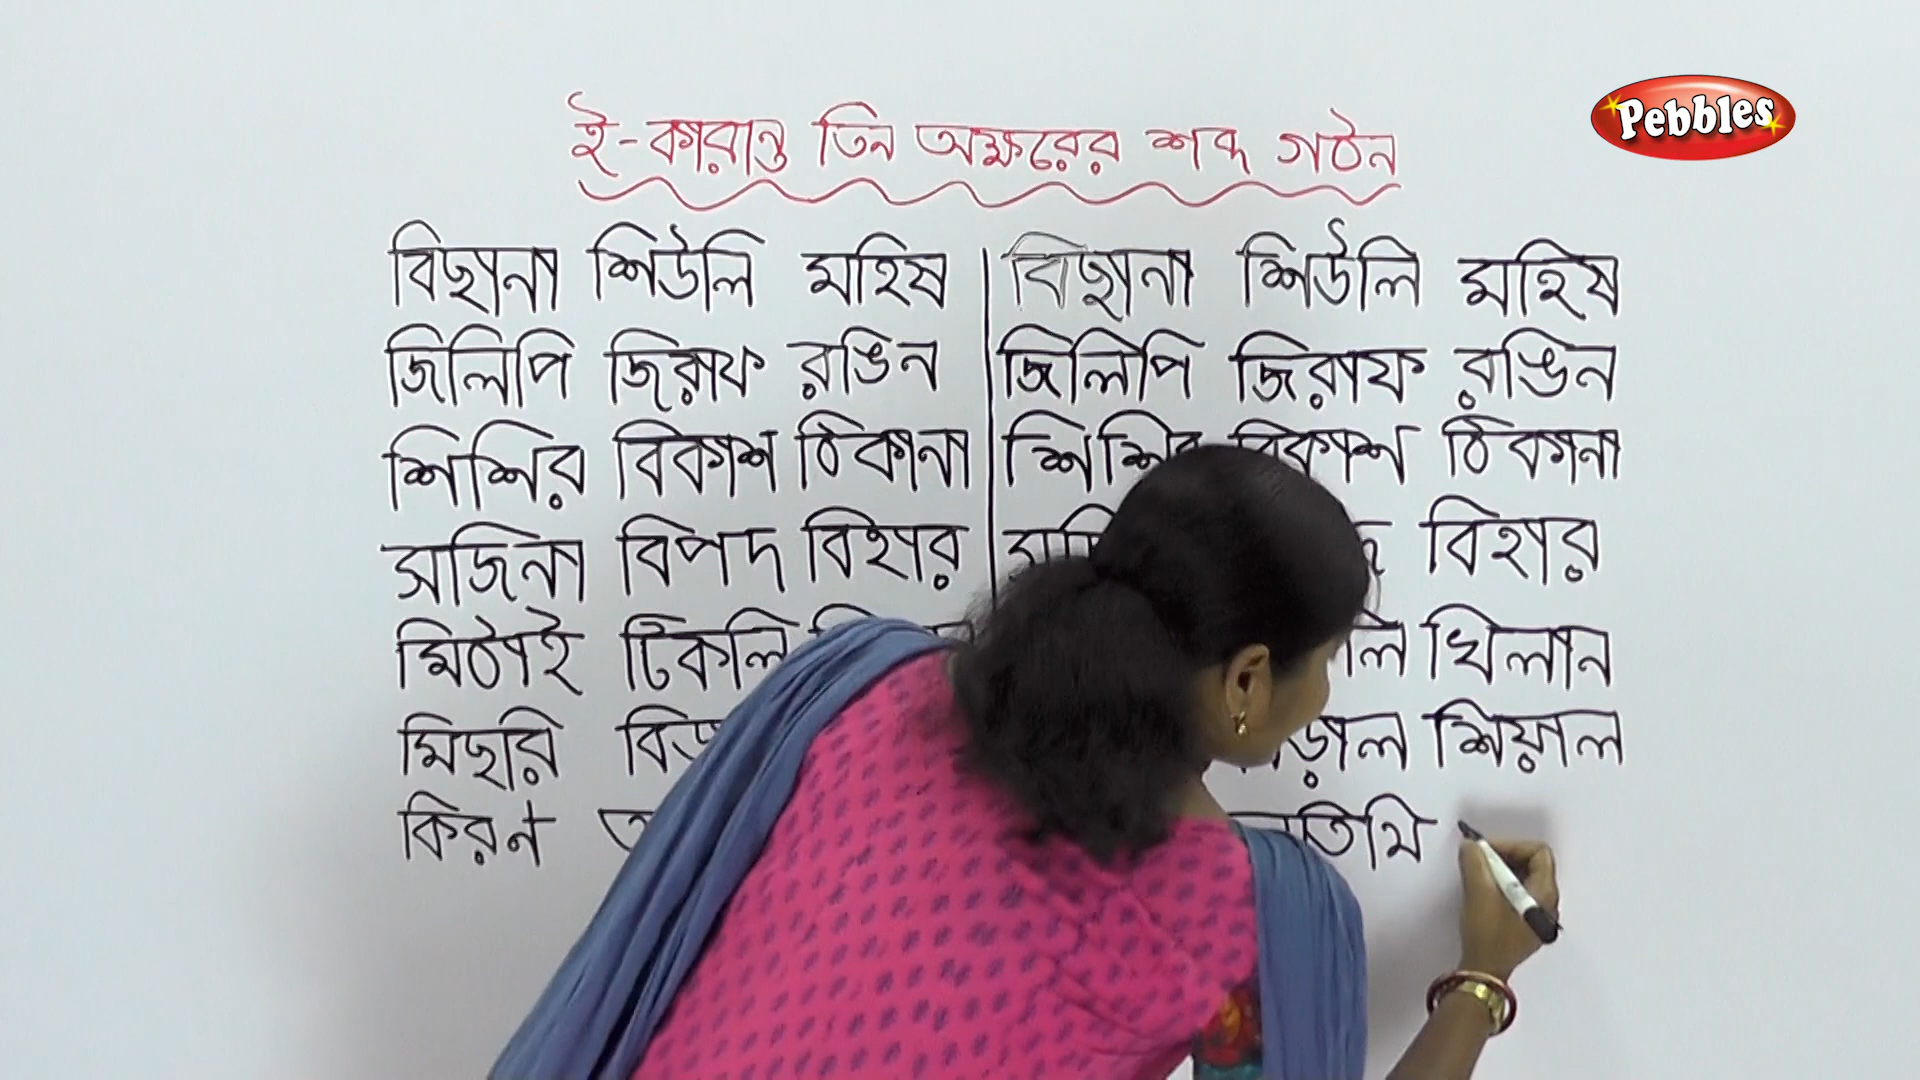 Pebbles
ই-কারান্ত তিন অক্ষরের শব্দ গঠন
বিছানা শিউলি মহিষ বিছানা শিউলি মহিষ
জিলিপি জিরাফ রঙিন জিলিপি জিরাফ রঙিন
শিশির বিকাশ ঠিকানা শিশির বিকাশ ঠিকানা
সজিনা বিপদ বিহার বিহার
মিঠাই টিকলি খিলান
মিছরি শিয়াল
কিরণ